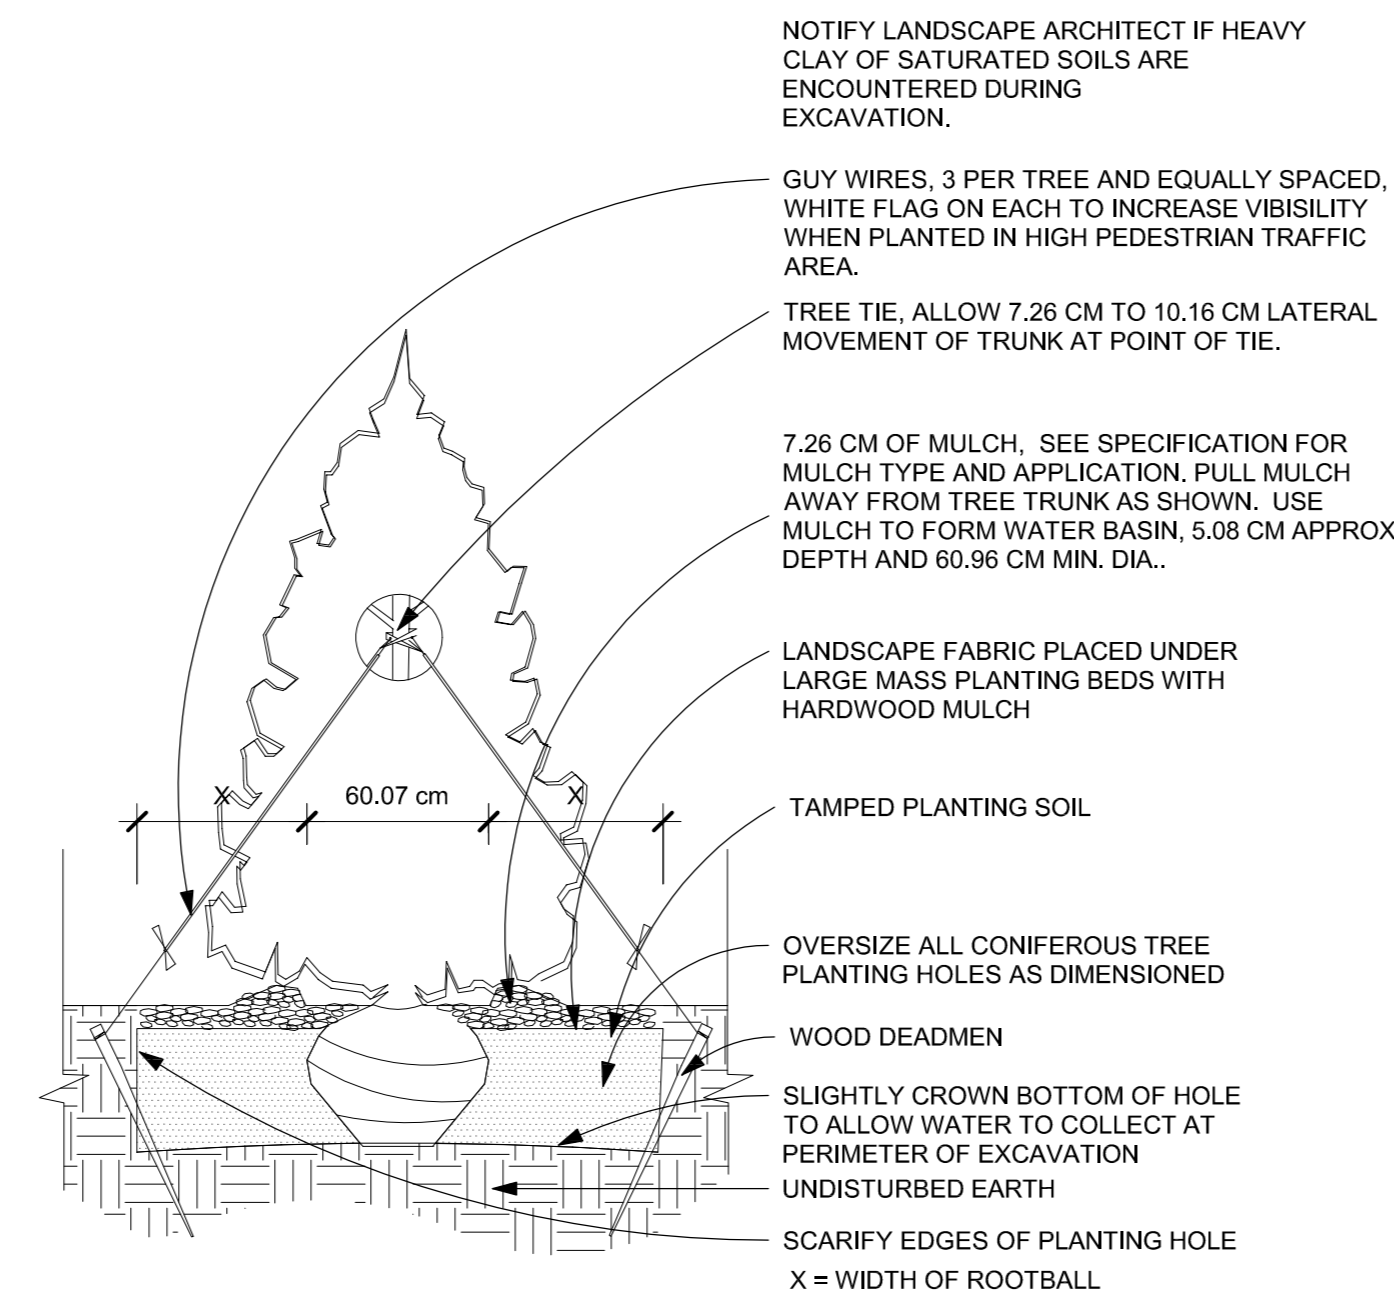 NOTIFY LANDSCAPE ARCHITECT IF HEAVY
CLAY OF SATURATED SOILS ARE
ENCOUNTERED DURING
EXCAVATION.
GUY WIRES, 3 PER TREE AND EQUALLY SPACED,
WHITE FLAG ON EACH TO INCREASE VIBISILITY
WHEN PLANTED IN HIGH PEDESTRIAN TRAFFIC
AREA.
TREE TIE, ALLOW 7.26 CM TO 10.16 CM LATERAL
MOVEMENT OF TRUNK AT POINT OF TIE.
7.26 CM OF MULCH, SEE SPECIFICATION FOR
MULCH TYPE AND APPLICATION. PULL MULCH
AWAY FROM TREE TRUNK AS SHOWN. USE
MULCH TO FORM WATER BASIN, 5.08 CM APPROX
DEPTH AND 60.96 CM MIN. DIA..
LANDSCAPE FABRIC PLACED UNDER
LARGE MASS PLANTING BEDS WITH
HARDWOOD MULCH
X 60.07 cm X
TAMPED PLANTING SOIL
OVERSIZE ALL CONIFEROUS TREE
PLANTING HOLES AS DIMENSIONED
WOOD DEADMEN
SLIGHTLY CROWN BOTTOM OF HOLE
TO ALLOW WATER TO COLLECT AT
PERIMETER OF EXCAVATION
UNDISTURBED EARTH
SCARIFY EDGES OF PLANTING HOLE
X = WIDTH OF ROOTBALL